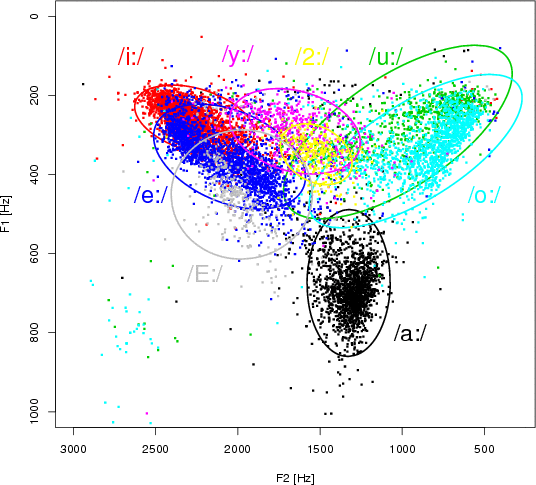 0
/i:/ /y:/ /2:/ /u:/
200
400
/e:/ /o:/
F1 [Hz]
600
/E:/
800
/a:/
1000
3000 2500 2000 1500 1000 500
F2 [Hz]